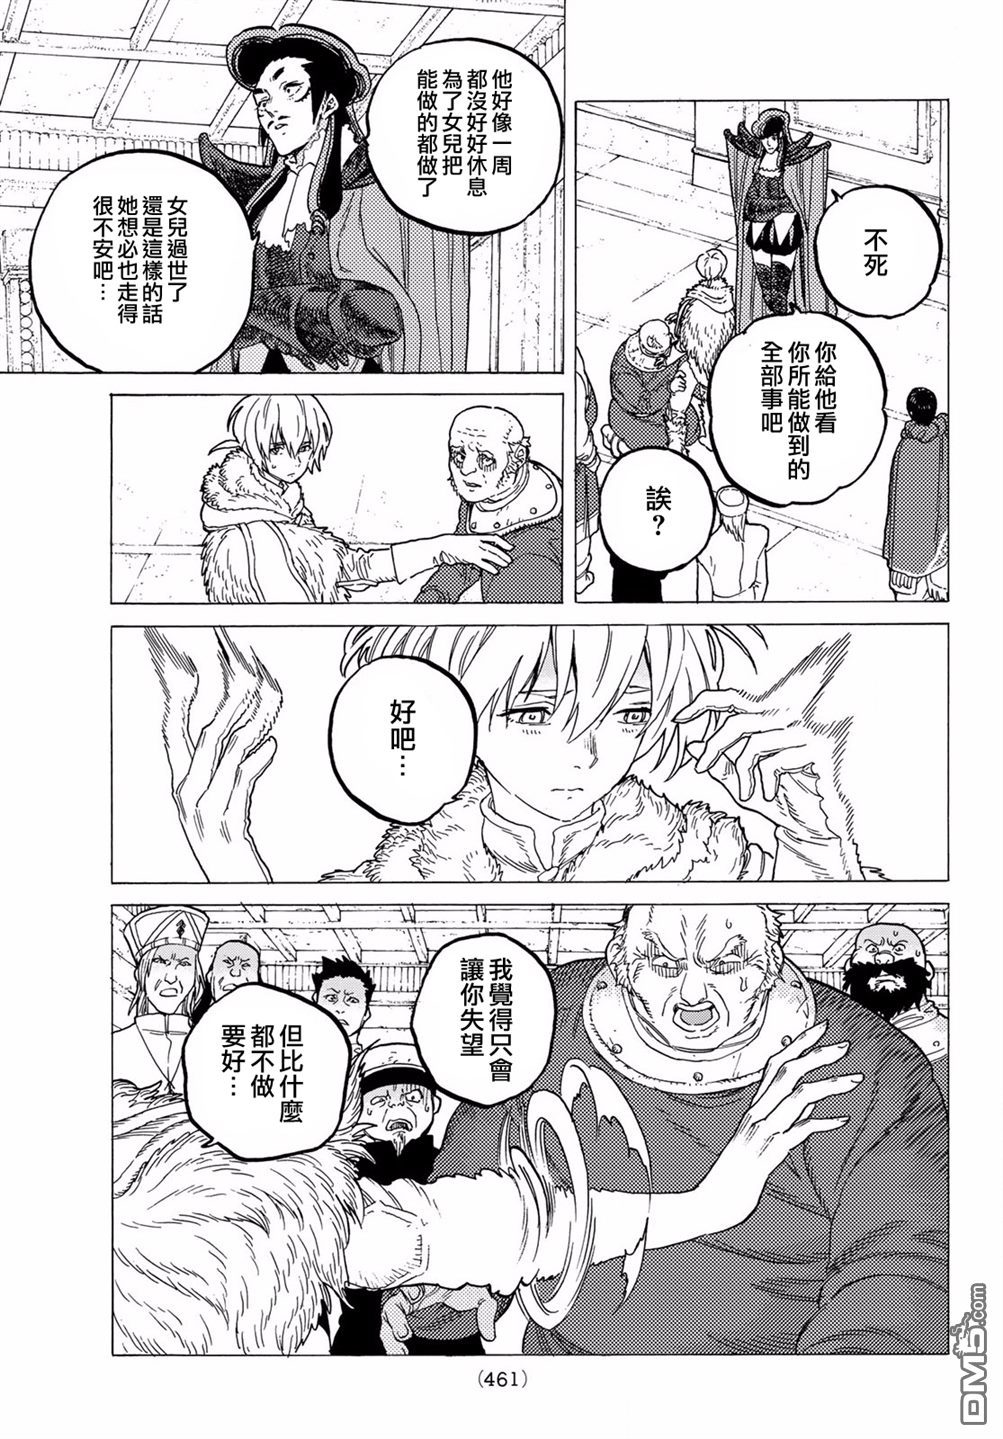 不死
你給他看
你所能做到的
全部事吧
誒？
他好像一周
都沒好好休息
為了女兒把
能做的都做了
女兒過世了
還是這樣的話
她想必也走得
很不安吧…
好吧…
我覺得只會
讓你失望
但比什麼
都不做
要好…
(461)
DM5.com